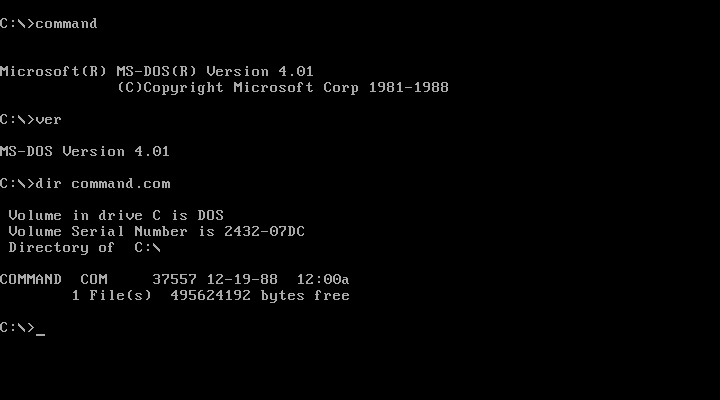 C:\>command
Microsoft(R) MS-DOS(R) Version 4.01
             (C)Copyright Microsoft Corp 1981-1988
C:\>ver
MS-DOS Version 4.01
C:\>dir command.com
 Volume in drive C is DOS
 Volume Serial Number is 2432-07DC
 Directory of  C:\
COMMAND  COM     37557 12-19-88  12:00a
        1 File(s)  495624192 bytes free
C:\>_